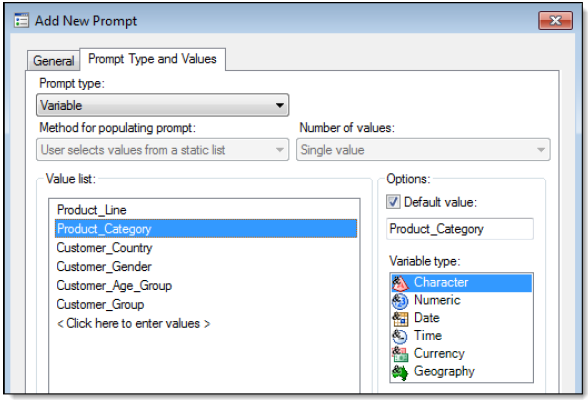 Add New Prompt
General
Prompt Type and Values
Prompt type:
Variable
Method for populating prompt:
Number of values:
User selects values from a static list
Single value
Value list:
Product_Line
Product_Category
Customer_Country
Customer_Gender
Customer_Age_Group
Customer_Group
< Click here to enter values >
Options:
Default value:
Product_Category
Variable type:
Character
Numeric
Date
Time
Currency
Geography